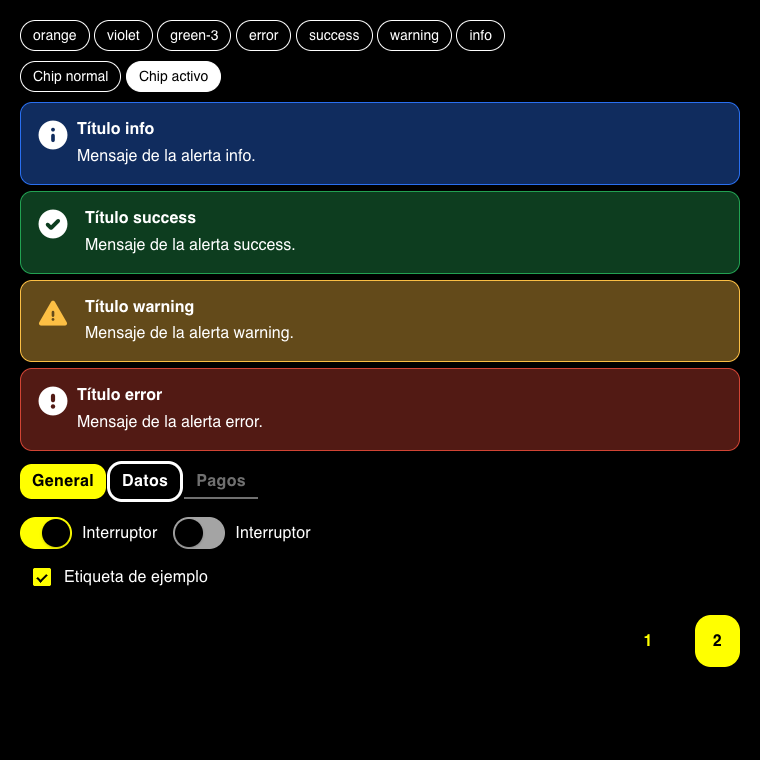 orange violet green-3 error success warning info
Chip normal Chip activo
Título info
Mensaje de la alerta info.
Título success
Mensaje de la alerta success.
Título warning
Mensaje de la alerta warning.
Título error
Mensaje de la alerta error.
General Datos Pagos
Interruptor Interruptor
Etiqueta de ejemplo
1 2